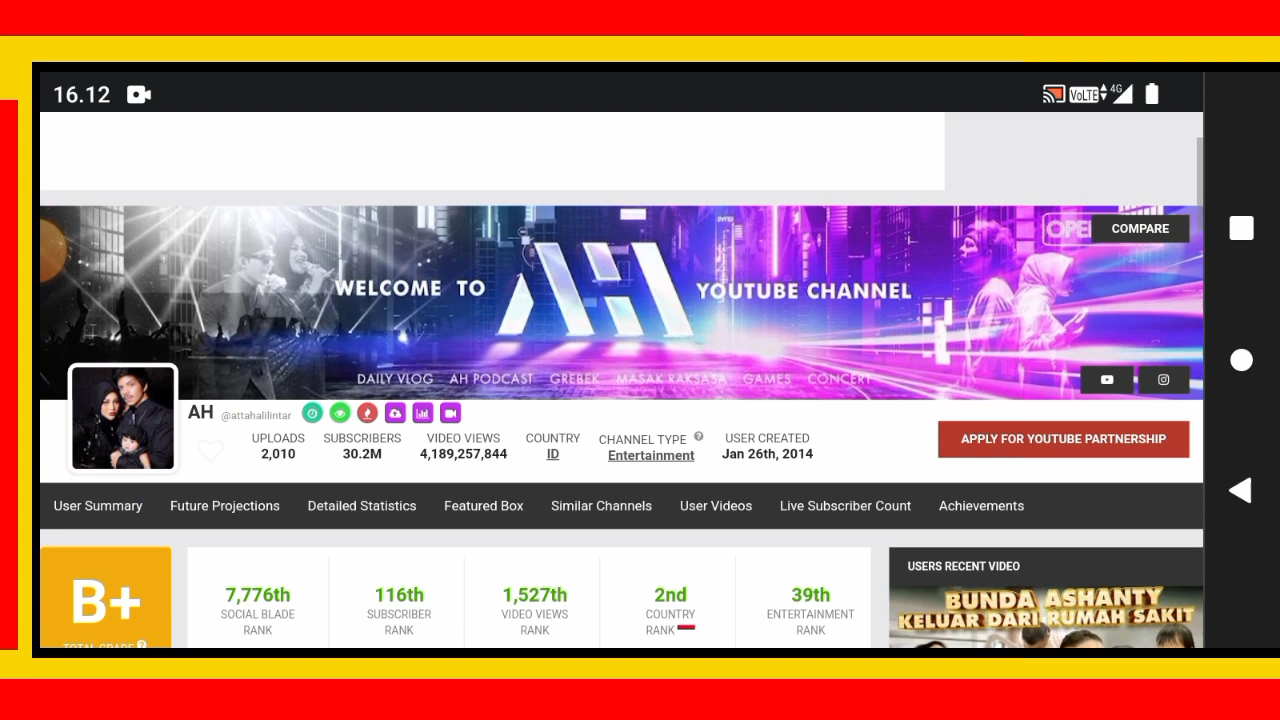 16.12
VoLTE 4G
OPE
COMPARE
WELCOME TO AH YOUTUBE CHANNEL
DAILY VLOG AH PODCAST GREBEK MASAK RAKSASA GAMES CONCERT
AH @attahalilintar
UPLOADS SUBSCRIBERS VIDEO VIEWS COUNTRY CHANNEL TYPE ? USER CREATED
2,010 30.2M 4,189,257,844 ID Entertainment Jan 26th, 2014
APPLY FOR YOUTUBE PARTNERSHIP
User Summary Future Projections Detailed Statistics Featured Box Similar Channels User Videos Live Subscriber Count Achievements
B+
TOTAL GRADE ?
7,776th 116th 1,527th 2nd 39th
SOCIAL BLADE SUBSCRIBER VIDEO VIEWS COUNTRY ENTERTAINMENT
RANK RANK RANK RANK RANK
USERS RECENT VIDEO
BUNDA ASHANTY
KELUAR DARI RUMAH SAKIT